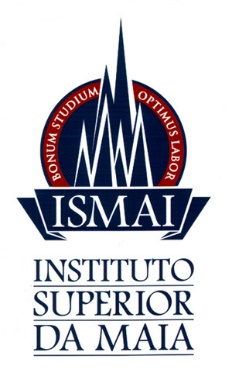 BONUM STUDIUM OPTIMUS LABOR
ISMAI
INSTITUTO
SUPERIOR
DA MAIA